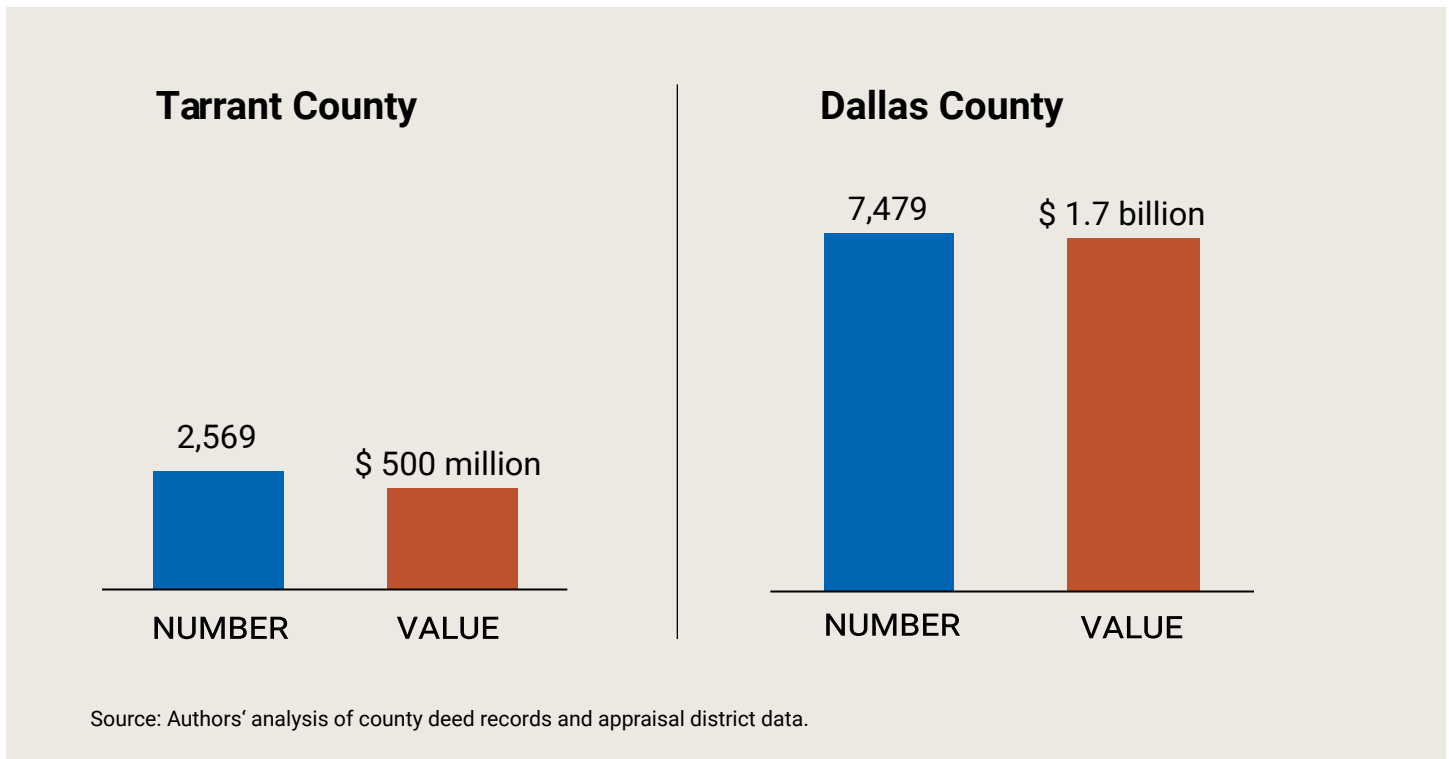 Tarrant County
2,569
$ 500 million
NUMBER
VALUE
Dallas County
7,479
$ 1.7 billion
NUMBER
VALUE
Source: Authors‘ analysis of county deed records and appraisal district data.